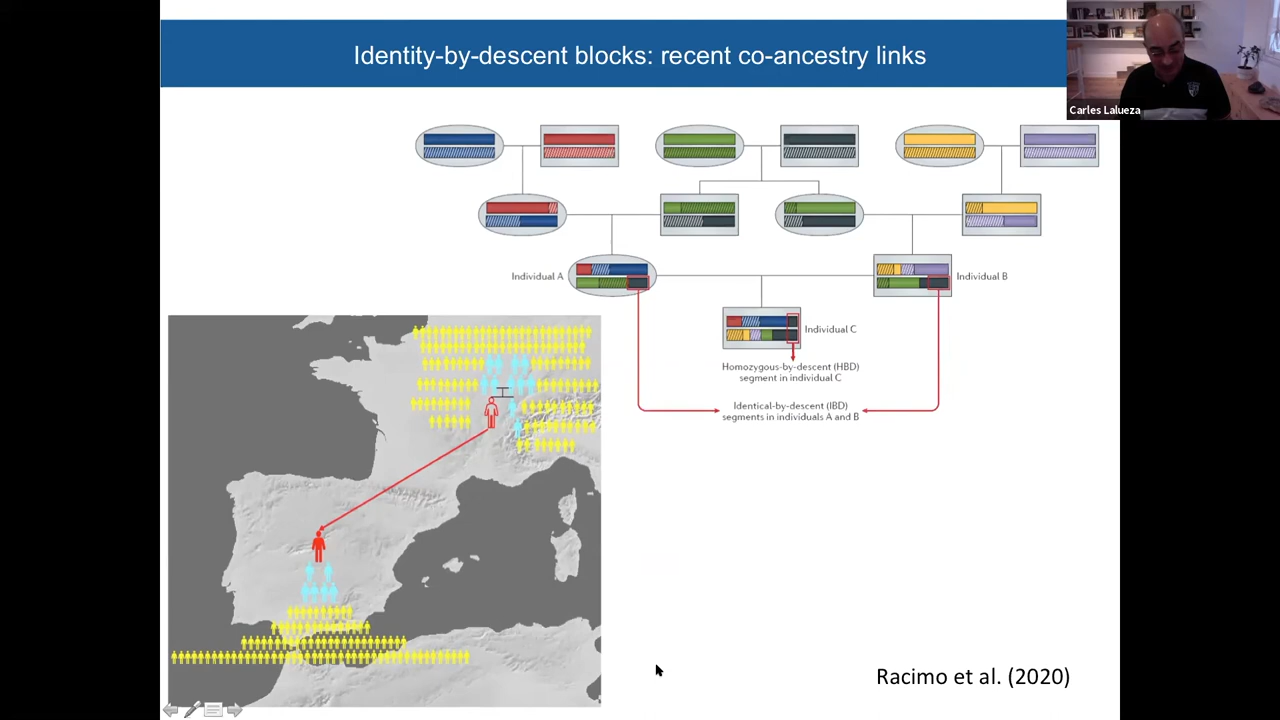 Identity-by-descent blocks: recent co-ancestry links
Carles Lalueza
Individual A
Individual B
Individual C
Homozygous-by-descent (HBD)
segment in individual C
Identical-by-descent (IBD)
segments in individuals A and B
Racimo et al. (2020)